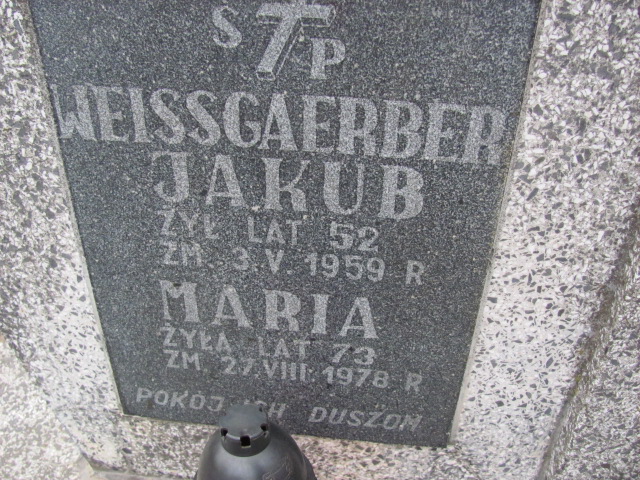 S P
WEISSGAERBER
JAKUB
ŻYŁ LAT 52
ZM. 3.V.1959 R
MARIA
ŻYŁA LAT 73
ZM. 27.VIII.1978 R
POKÓJ ICH DUSZOM